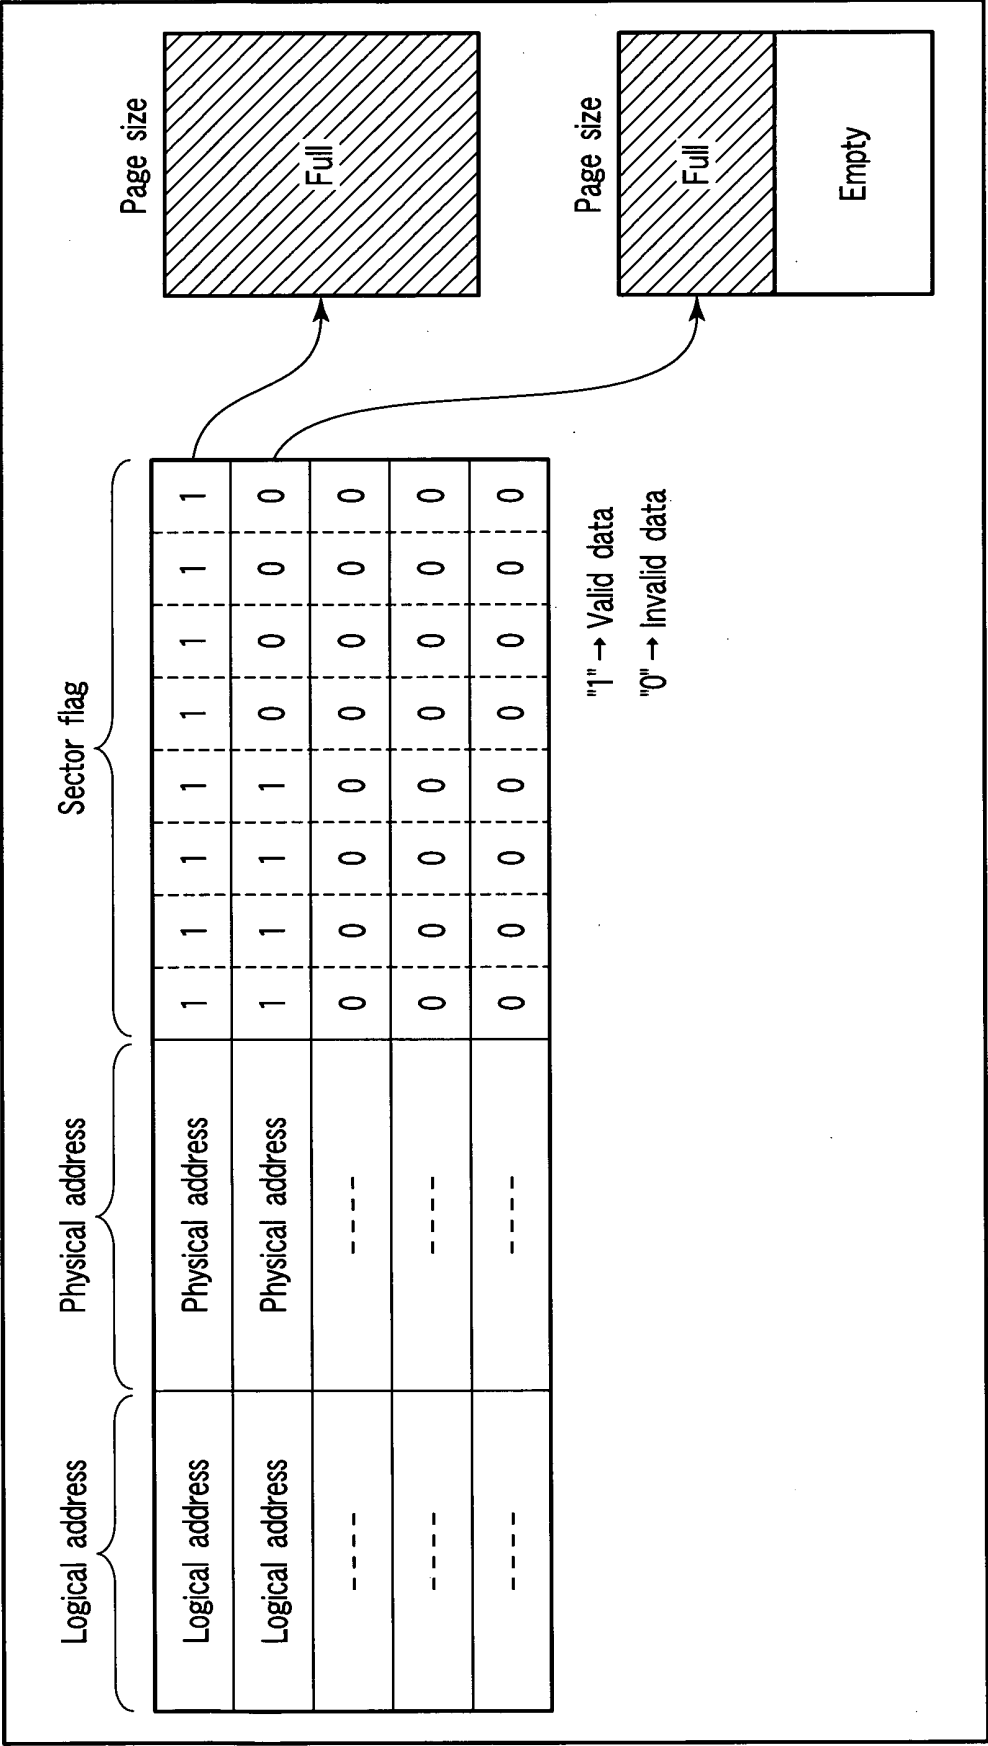 Logical address Physical address Sector flag
Logical address Physical address 1 1 1 1 1 1 1 1
Logical address Physical address 1 1 1 1 0 0 0 0
---- ---- 0 0 0 0 0 0 0 0
---- ---- 0 0 0 0 0 0 0 0
---- ---- 0 0 0 0 0 0 0 0
"1" → Valid data
"0" → Invalid data
Page size
Full
Page size
Full
Empty